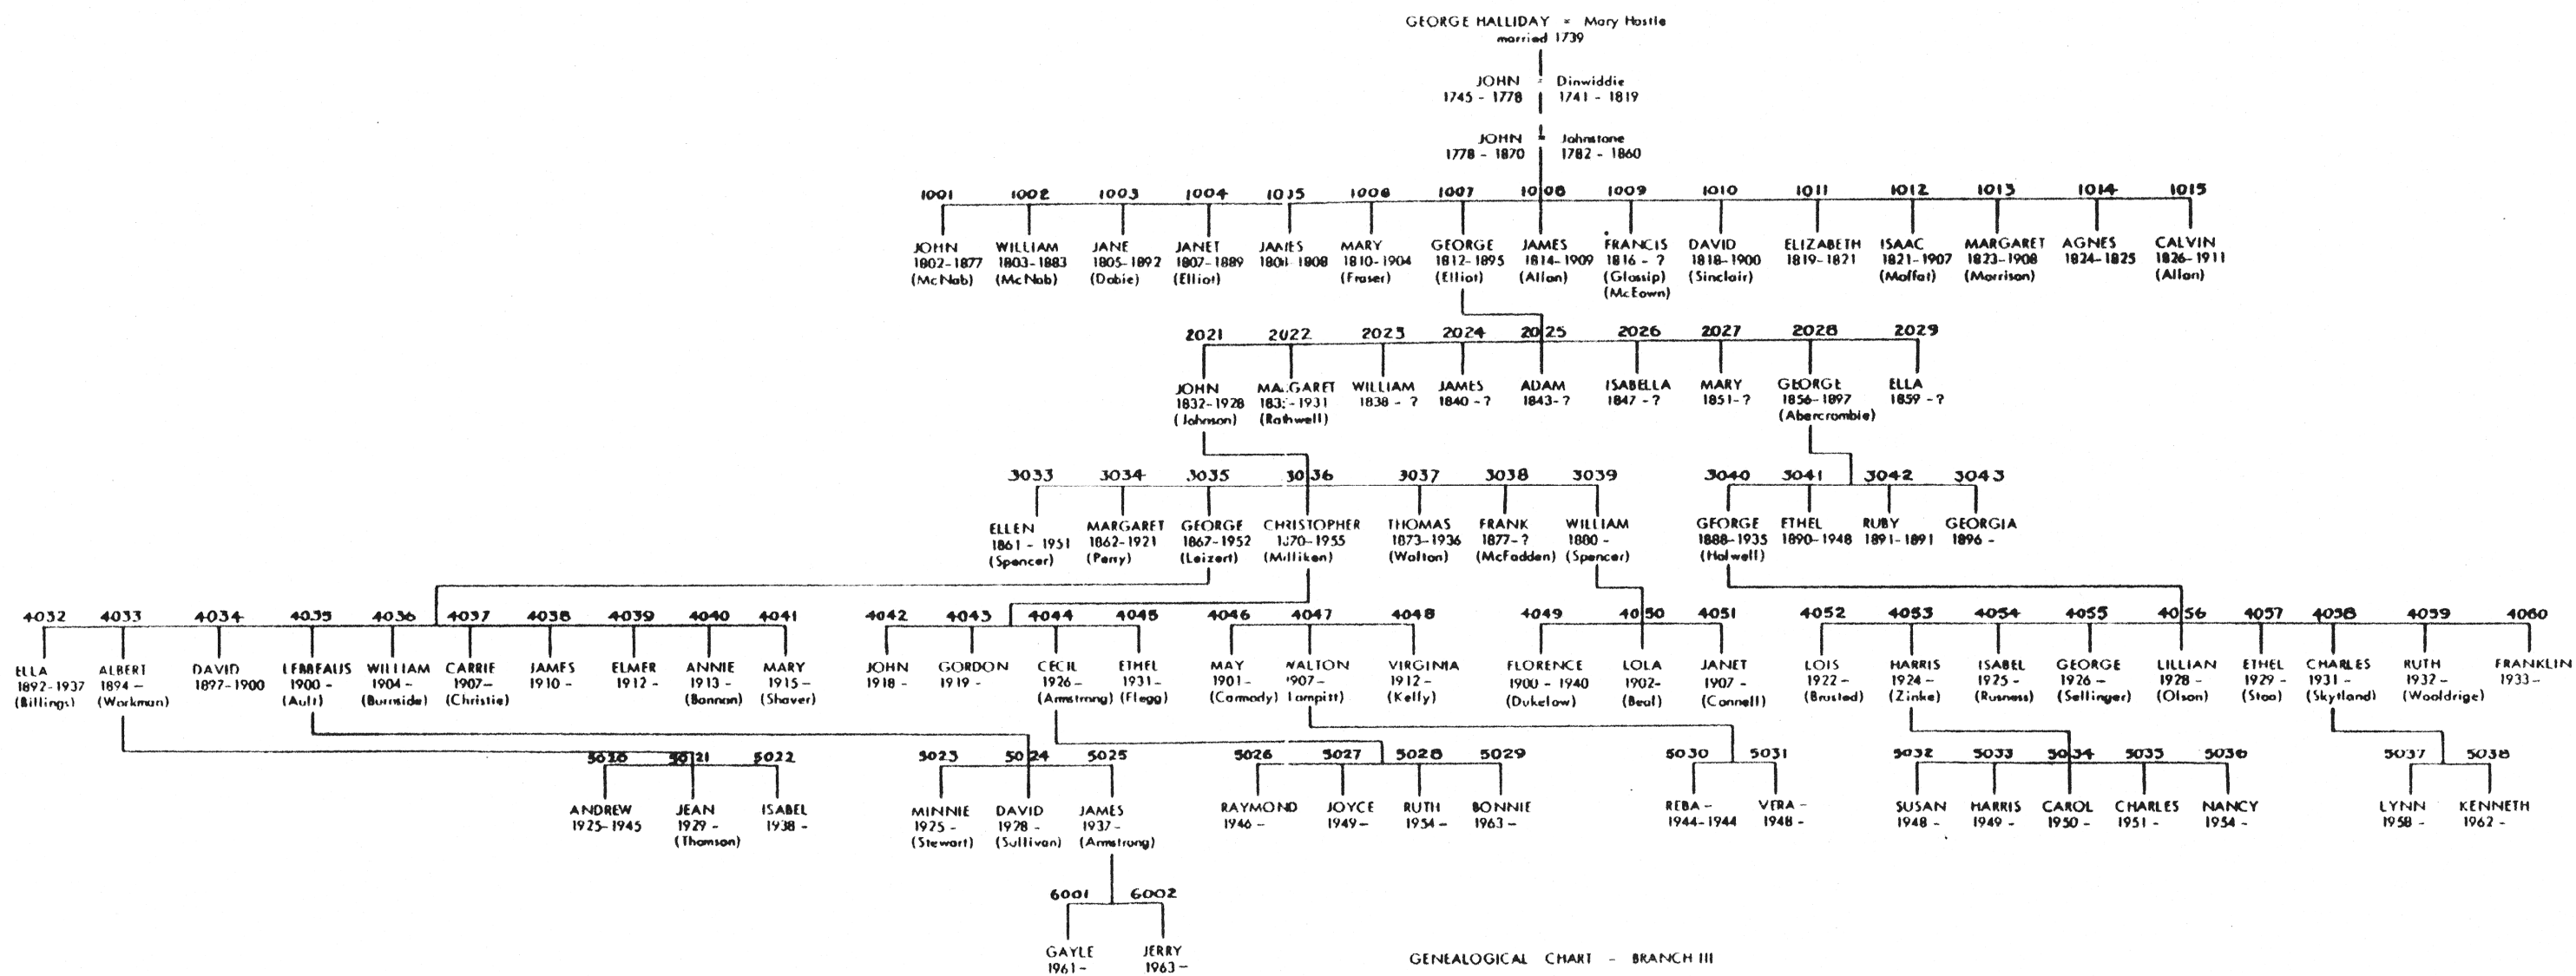 GEORGE HALLIDAY = Mary Hastie
married 1739
JOHN = Dinwiddie
1745 - 1778 1741 - 1819
JOHN = Johnstone
1778 - 1870 1782 - 1860
1001 1002 1003 1004 1005 1006 1007 1008 1009 1010 1011 1012 1013 1014 1015
JOHN WILLIAM JANE JANET JAMES MARY GEORGE JAMES FRANCIS DAVID ELIZABETH ISAAC MARGARET AGNES CALVIN
1802-1877 1803-1883 1805-1892 1807-1889 1808 1810-1904 1812-1895 1814-1909 1816 - ? 1818-1900 1819-1821 1821-1907 1823-1908 1824-1825 1826-1911
(McNab) (McNab) (Dobie) (Elliot) (Fraser) (Elliot) (Allan) (Glossip) (Sinclair) (Moffat) (Morrison) (Allan)
(McEown)
2021 2022 2023 2024 2025 2026 2027 2028 2029
JOHN MARGARET WILLIAM JAMES ADAM ISABELLA MARY GEORGE ELLA
1832-1928 -1931 1838 - ? 1840 - ? 1843- ? 1847 - ? 1851- ? 1856-1897 1859 - ?
(Johnson) (Rathwell) (Abercrombie)
3033 3034 3035 3036 3037 3038 3039 3040 3041 3042 3043
ELLEN MARGARET GEORGE CHRISTOPHER THOMAS FRANK WILLIAM GEORGE ETHEL RUBY GEORGIA
1861 - 1951 1862-1921 1867-1952 1870-1955 1873-1936 1877-? 1880 - 1888-1935 1890-1948 1891-1891 1896 -
(Spencer) (Perry) (Leizert) (Milliken) (Walton) (McFadden) (Spencer) (Halwell)
4032 4033 4034 4035 4036 4037 4038 4039 4040 4041 4042 4043 4044 4045 4046 4047 4048 4049 4050 4051 4052 4053 4054 4055 4056 4057 4058 4059 4060
ELLA ALBERT DAVID LEBBEAUS WILLIAM CARRIE JAMES ELMER ANNIE MARY JOHN GORDON CECIL ETHEL MAY WALTON VIRGINIA FLORENCE LOLA JANET LOIS HARRIS ISABEL GEORGE LILLIAN ETHEL CHARLES RUTH FRANKLIN
1892-1937 1894 - 1897-1900 1900 - 1904 - 1907- 1910 - 1912 - 1913 - 1915 - 1918 - 1919 - 1926 - 1931 - 1901 - 1907- 1912 - 1900 - 1940 1902- 1907 - 1922 - 1924 - 1925 - 1926 - 1928 - 1929 - 1931 - 1932 - 1933-
(Billings) (Workman) (Ault) (Burnside) (Christie) (Bannan) (Shaver) (Armstrong) (Flegg) (Carmody) Lampitt) (Kelly) (Dukelow) (Beal) (Connell) (Brusted) (Zinke) (Rusness) (Sellinger) (Olson) (Stoa) (Skytland) (Wooldrige)
5020 5021 5022 5023 5024 5025 5026 5027 5028 5029 5030 5031 5032 5033 5034 5035 5036 5037 5038
ANDREW JEAN ISABEL MINNIE DAVID JAMES RAYMOND JOYCE RUTH BONNIE REBA - VERA - SUSAN HARRIS CAROL CHARLES NANCY LYNN KENNETH
1925-1945 1929 - 1938 - 1925 - 1928 - 1937- 1946 - 1949- 1954 - 1963 - 1944-1944 1948 - 1948 - 1949 - 1950 - 1951 - 1954 - 1958 - 1962 -
(Thomson) (Stewart) (Sullivan) (Armstrong)
6001 6002
GAYLE JERRY
1961- 1963-
GENEALOGICAL CHART - BRANCH III